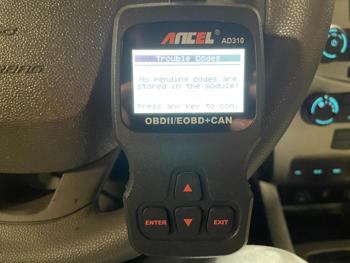 ANCEL AD310
Trouble Codes
No pending codes are
stored in the module!
Press any key to con.
OBDII/EOBD+CAN
ENTER
EXIT